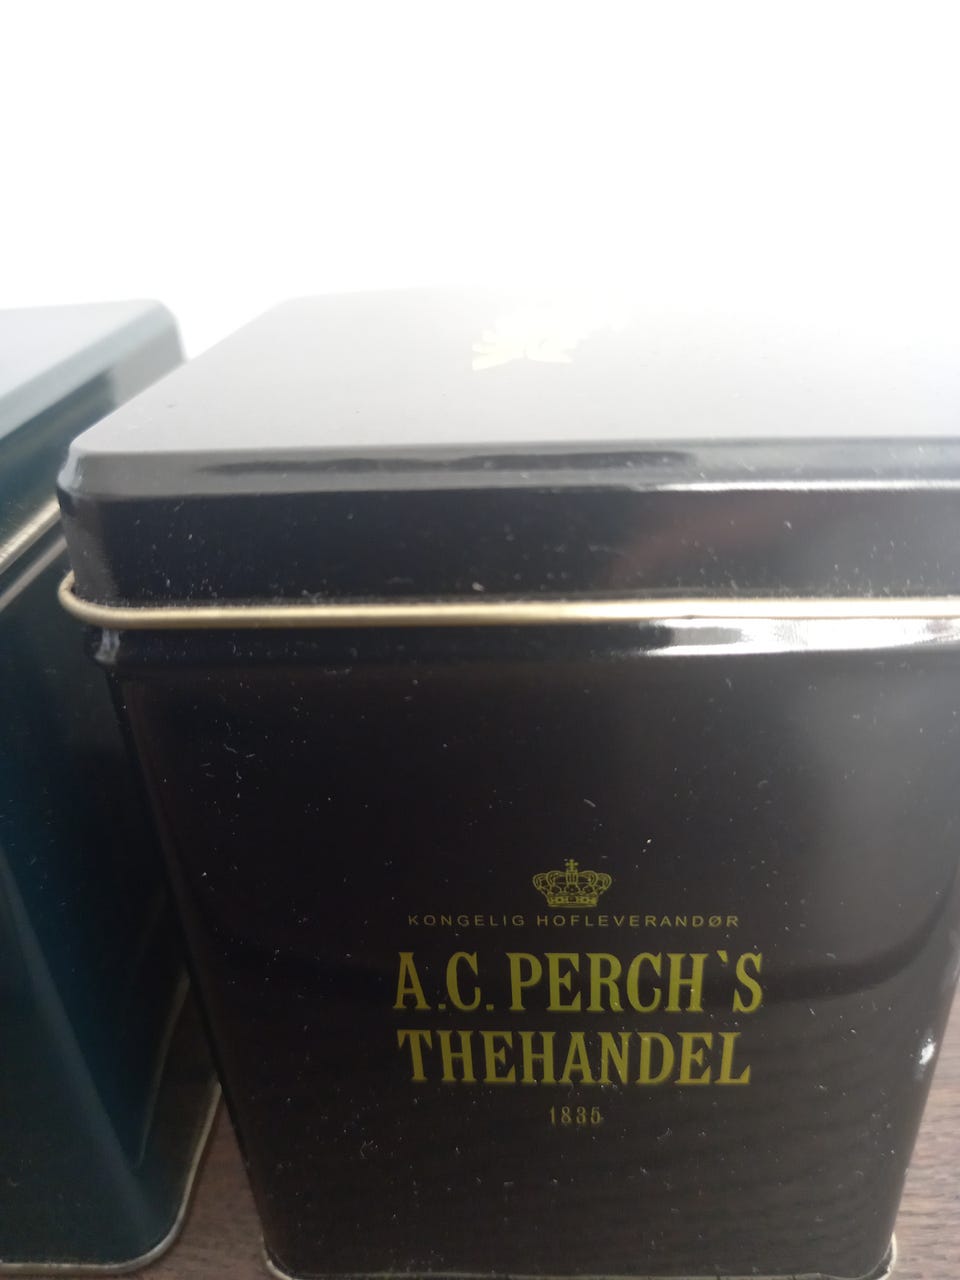 KONGELIG HOFLEVERANDØR
A.C. PERCH`S
THEHANDEL
1835